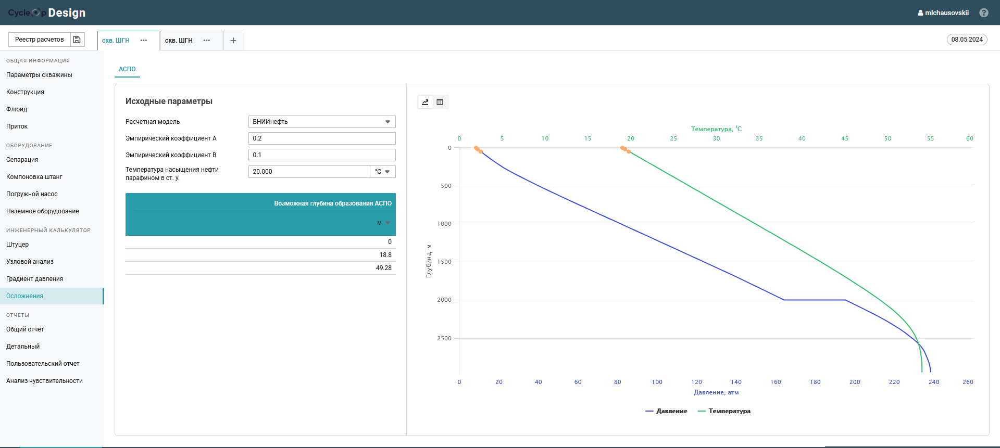 CycleOp Design
mlchausovskii
?
Реестр расчетов
скв. ШГН
скв. ШГН
08.05.2024
ОБЩАЯ ИНФОРМАЦИЯ
Параметры скважины
Конструкция
Флюид
Приток
ОБОРУДОВАНИЕ
Сепарация
Компоновка штанг
Погружной насос
Наземное оборудование
ИНЖЕНЕРНЫЙ КАЛЬКУЛЯТОР
Штуцер
Узловой анализ
Градиент давления
Осложнения
ОТЧЕТЫ
Общий отчет
Детальный
Пользовательский отчет
Анализ чувствительности
АСПО
Исходные параметры
Расчетная модель ВНИИнефть
Эмпирический коэффициент A 0.2
Эмпирический коэффициент B 0.1
Температура насыщения нефти
парафином в ст. у. 20.000 °C
Возможная глубина образования АСПО
м
0
18.8
49.28
Температура, °C
0 5 10 15 20 25 30 35 40 45 50 55 60
0
500
1000
1500
2000
2500
Глубина, м
0 20 40 60 80 100 120 140 160 180 200 220 240 260
Давление, атм
Давление Температура